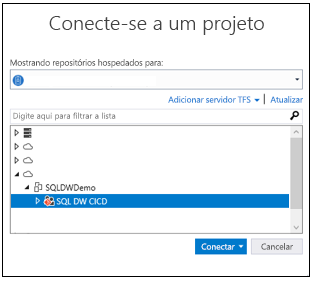 Conecte-se a um projeto
Mostrando repositórios hospedados para:
Adicionar servidor TFS | Atualizar
Digite aqui para filtrar a lista
SQLDWDemo
SQL DW CICD
Conectar
Cancelar